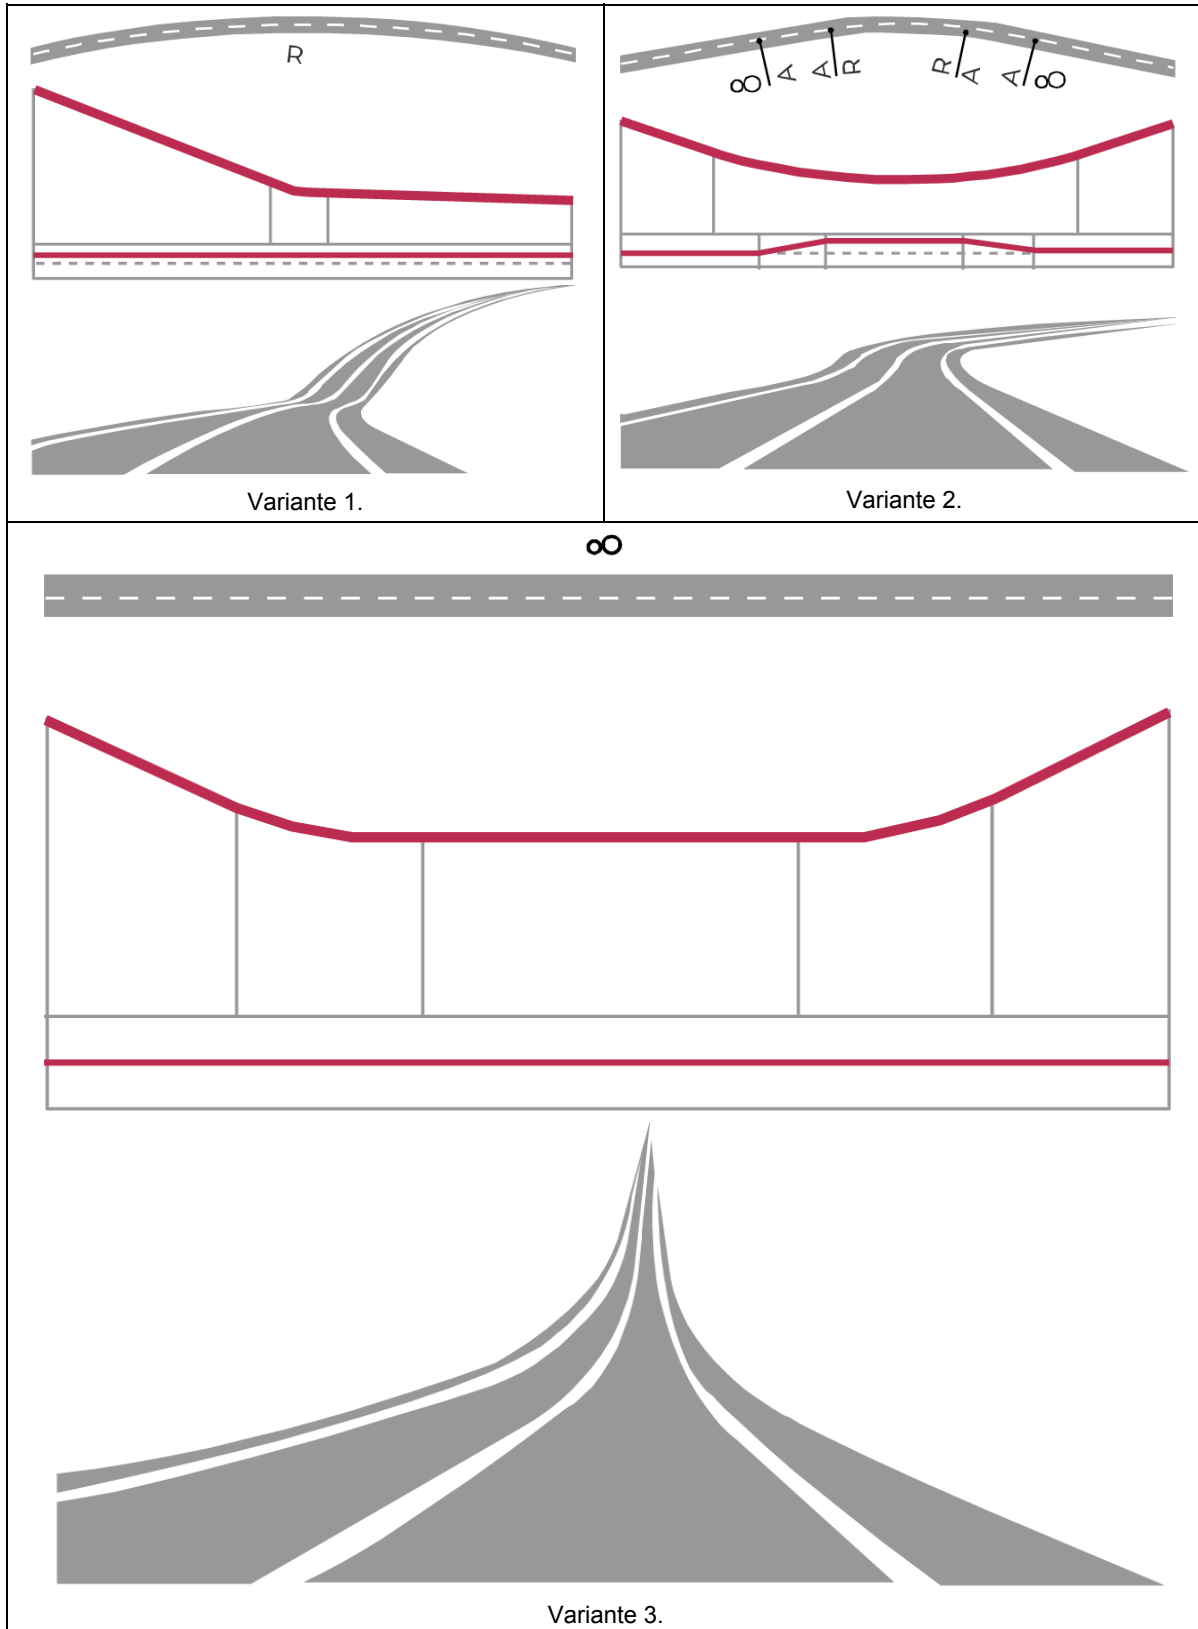 R
∞ A A R R A A ∞
Variante 1.
Variante 2.
∞
Variante 3.